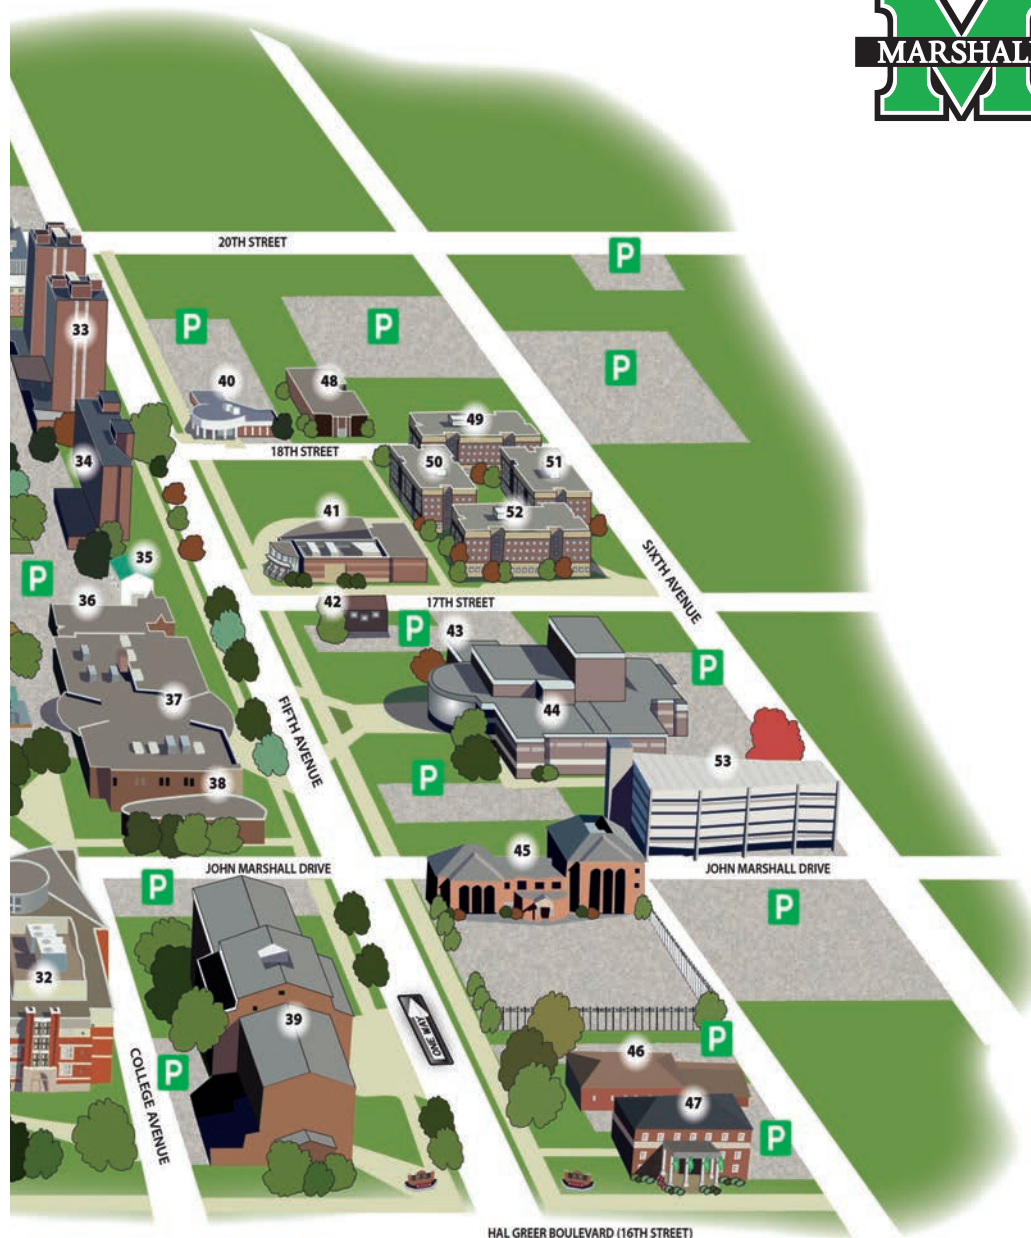 MARSHALL
20TH STREET
P
P
P
P
33
40
48
49
18TH STREET
34
50
51
41
52
35
SIXTH AVENUE
P
36
42
17TH STREET
P
43
P
37
FIFTH AVENUE
44
53
P
38
45
JOHN MARSHALL DRIVE
JOHN MARSHALL DRIVE
P
P
32
39
ONE WAY
COLLEGE AVENUE
P
46
P
47
P
HAL GREER BOULEVARD (16TH STREET)